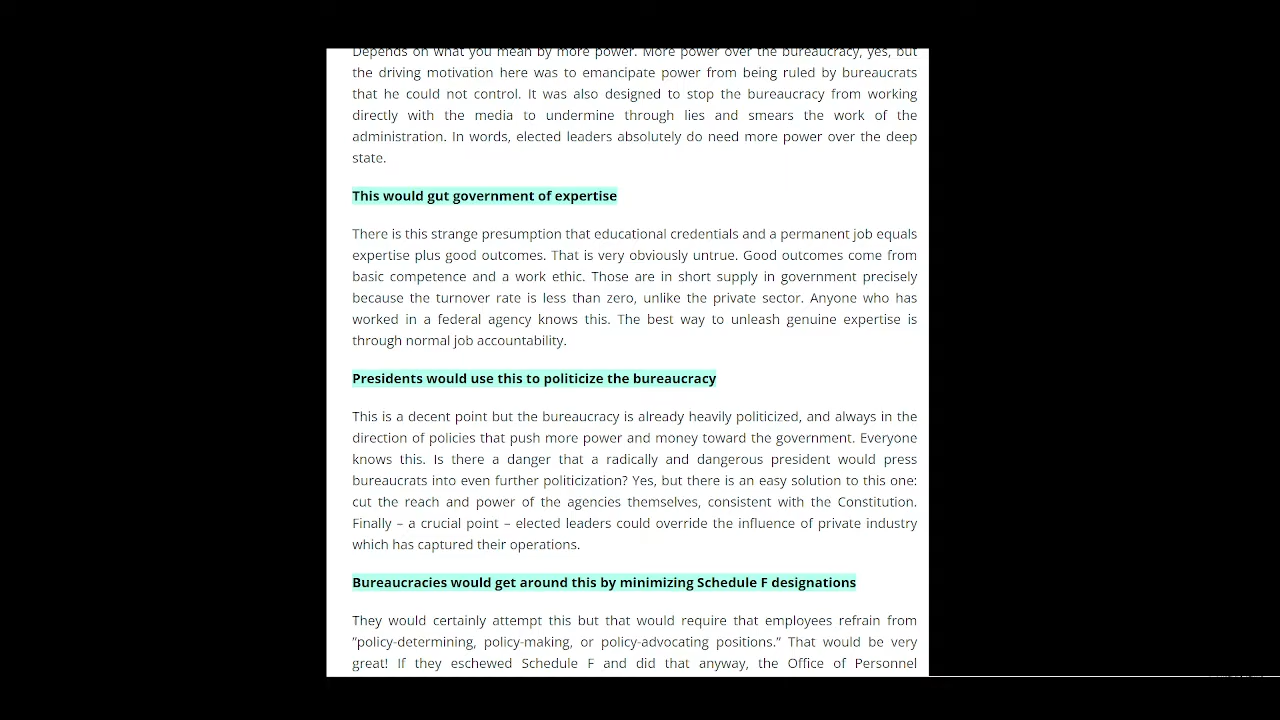 Depends on what you mean by more power. More power over the bureaucracy, yes, but
the driving motivation here was to emancipate power from being ruled by bureaucrats
that he could not control. It was also designed to stop the bureaucracy from working
directly with the media to undermine through lies and smears the work of the
administration. In words, elected leaders absolutely do need more power over the deep
state.
This would gut government of expertise
There is this strange presumption that educational credentials and a permanent job equals
expertise plus good outcomes. That is very obviously untrue. Good outcomes come from
basic competence and a work ethic. Those are in short supply in government precisely
because the turnover rate is less than zero, unlike the private sector. Anyone who has
worked in a federal agency knows this. The best way to unleash genuine expertise is
through normal job accountability.
Presidents would use this to politicize the bureaucracy
This is a decent point but the bureaucracy is already heavily politicized, and always in the
direction of policies that push more power and money toward the government. Everyone
knows this. Is there a danger that a radically and dangerous president would press
bureaucrats into even further politicization? Yes, but there is an easy solution to this one:
cut the reach and power of the agencies themselves, consistent with the Constitution.
Finally – a crucial point – elected leaders could override the influence of private industry
which has captured their operations.
Bureaucracies would get around this by minimizing Schedule F designations
They would certainly attempt this but that would require that employees refrain from
“policy-determining, policy-making, or policy-advocating positions.” That would be very
great! If they eschewed Schedule F and did that anyway, the Office of Personnel